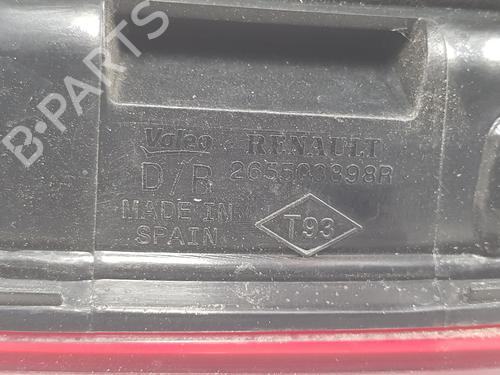 Valeo RENAULT
D/B 265503898R
MADE IN
SPAIN
T93
B-PARTS